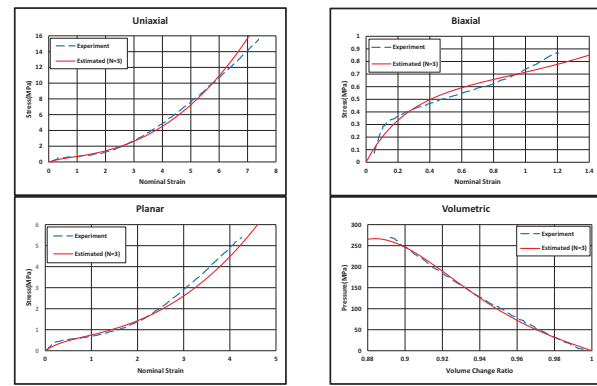 Uniaxial
Stress(MPa)
16
14
12
10
8
6
4
2
0
Experiment
Estimated (N=3)
0 1 2 3 4 5 6 7 8
Nominal Strain
Biaxial
Stress(MPa)
1
0.9
0.8
0.7
0.6
0.5
0.4
0.3
0.2
0.1
0
Experiment
Estimated (N=3)
0 0.2 0.4 0.6 0.8 1 1.2 1.4
Nominal Strain
Planar
Stress(MPa)
6
5
4
3
2
1
0
Experiment
Estimated (N=3)
0 1 2 3 4 5
Nominal Strain
Volumetric
Pressure(MPa)
300
250
200
150
100
50
0
Experiment
Estimated (N=3)
0.88 0.9 0.92 0.94 0.96 0.98 1
Volume Change Ratio